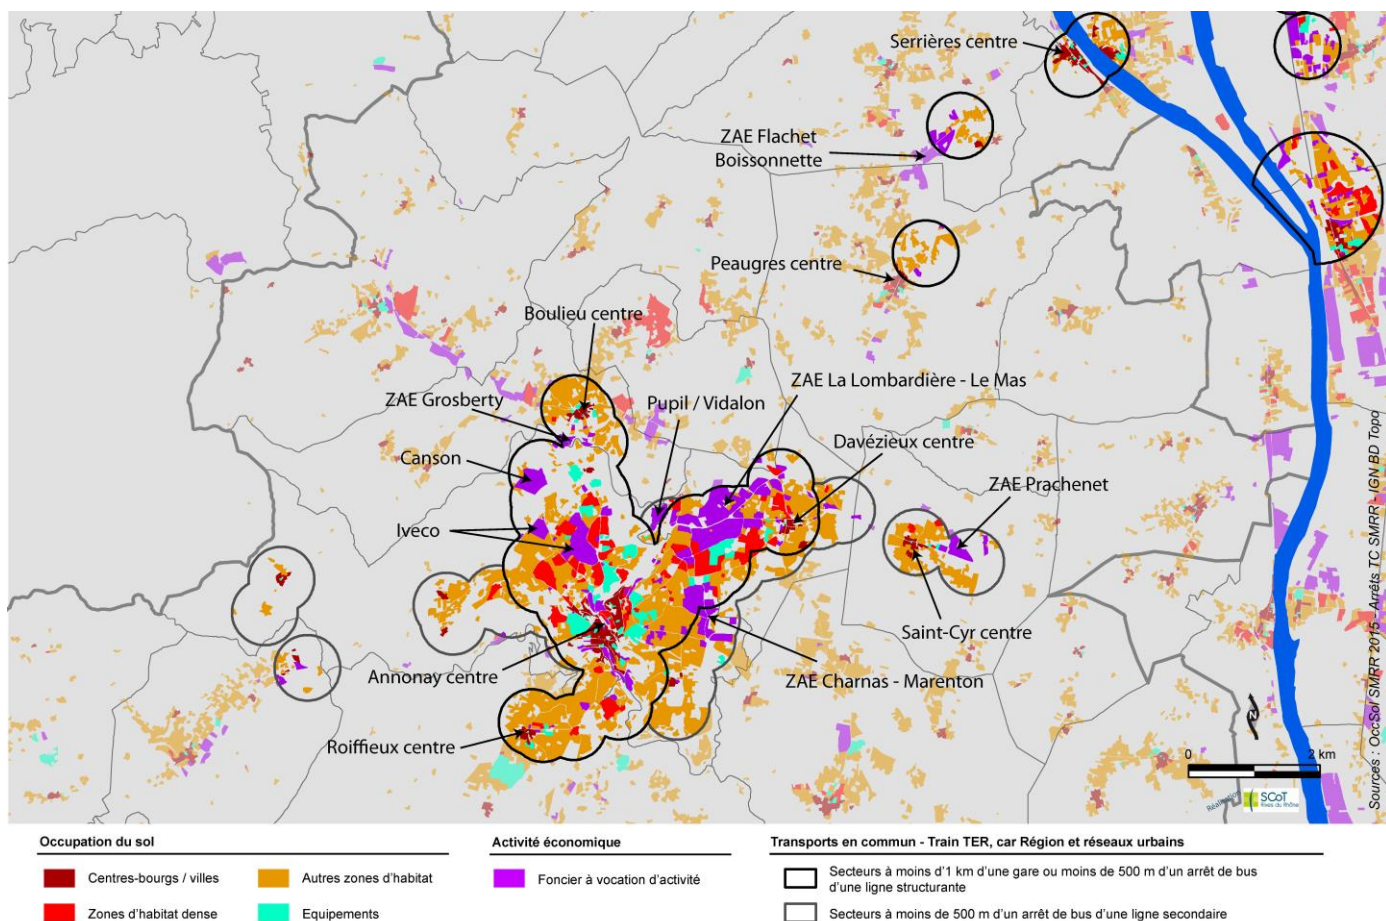 Serrières centre
ZAE Flachet
Boissonnette
Peaugres centre
Boulieu centre
ZAE La Lombardière - Le Mas
ZAE Grosberty
Pupil / Vidalon
Davézieux centre
Canson
ZAE Prachenet
Iveco
Saint-Cyr centre
Annonay centre
ZAE Charnas - Marenton
Roiffieux centre
N
0 2 km
Réalisation
SCoT
Rives du Rhône
Sources : OccSol SMRR 2015 - Arrêts TC SMRR - IGN BD Topo
Occupation du sol
Centres-bourgs / villes
Autres zones d'habitat
Zones d'habitat dense
Equipements
Activité économique
Foncier à vocation d'activité
Transports en commun - Train TER, car Région et réseaux urbains
Secteurs à moins d'1 km d'une gare ou moins de 500 m d'un arrêt de bus
d'une ligne structurante
Secteurs à moins de 500 m d'un arrêt de bus d'une ligne secondaire